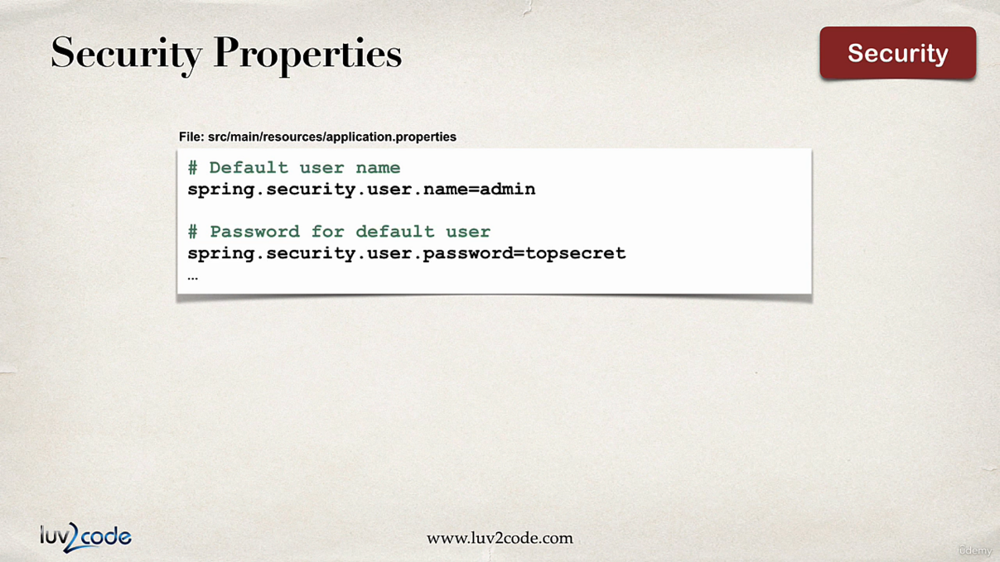 Security Properties
Security
File: src/main/resources/application.properties
# Default user name
spring.security.user.name=admin
# Password for default user
spring.security.user.password=topsecret
...
luv2code
www.luv2code.com
ûdemy